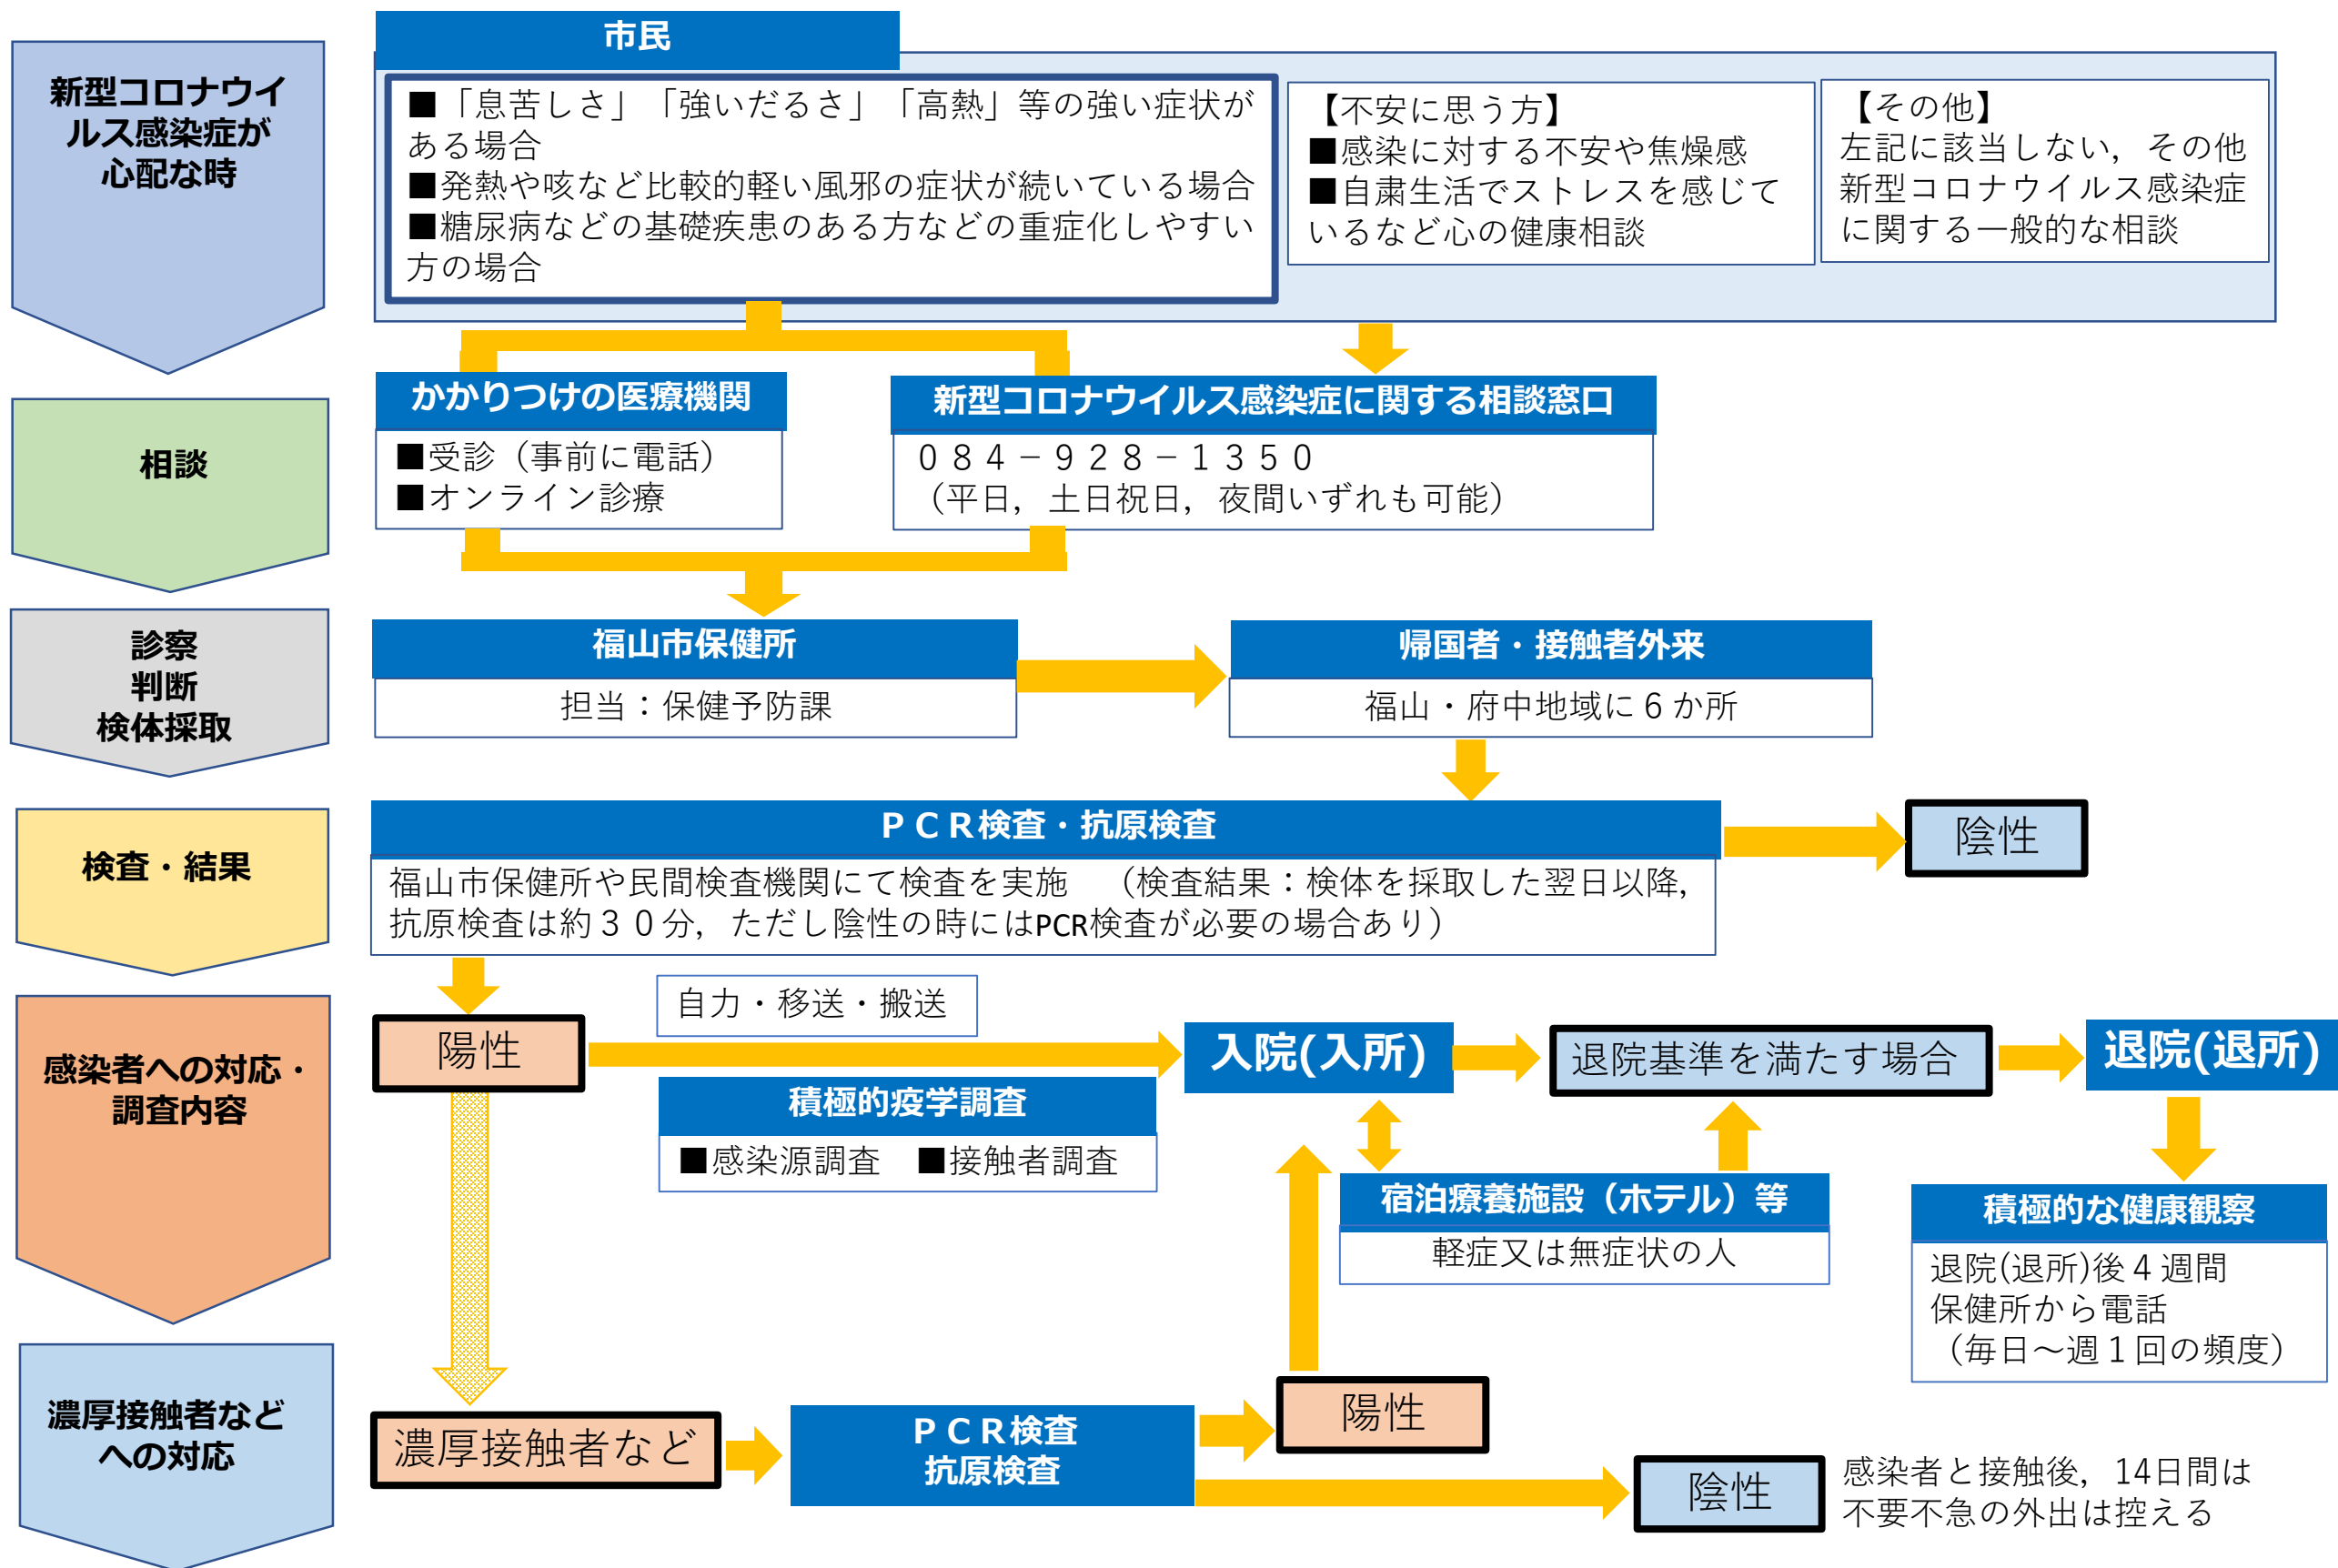 新型コロナウイ
ルス感染症が
心配な時
市民
■「息苦しさ」「強いだるさ」「高熱」等の強い症状が
ある場合
■発熱や咳など比較的軽い風邪の症状が続いている場合
■糖尿病などの基礎疾患のある方などの重症化しやすい
方の場合
【不安に思う方】
■感染に対する不安や焦燥感
■自粛生活でストレスを感じて
いるなど心の健康相談
【その他】
左記に該当しない，その他
新型コロナウイルス感染症
に関する一般的な相談
相談
かかりつけの医療機関
■受診（事前に電話）
■オンライン診療
新型コロナウイルス感染症に関する相談窓口
０８４－９２８－１３５０
（平日，土日祝日，夜間いずれも可能）
診察
判断
検体採取
福山市保健所
担当：保健予防課
帰国者・接触者外来
福山・府中地域に６か所
検査・結果
ＰＣＲ検査・抗原検査
福山市保健所や民間検査機関にて検査を実施　（検査結果：検体を採取した翌日以降，
抗原検査は約３０分，ただし陰性の時にはPCR検査が必要の場合あり）
陰性
感染者への対応・
調査内容
陽性
自力・移送・搬送
積極的疫学調査
■感染源調査　■接触者調査
入院(入所)
退院基準を満たす場合
退院(退所)
宿泊療養施設（ホテル）等
軽症又は無症状の人
積極的な健康観察
退院(退所)後４週間
保健所から電話
（毎日～週１回の頻度）
濃厚接触者など
への対応
濃厚接触者など
ＰＣＲ検査
抗原検査
陽性
陰性
感染者と接触後，14日間は
不要不急の外出は控える